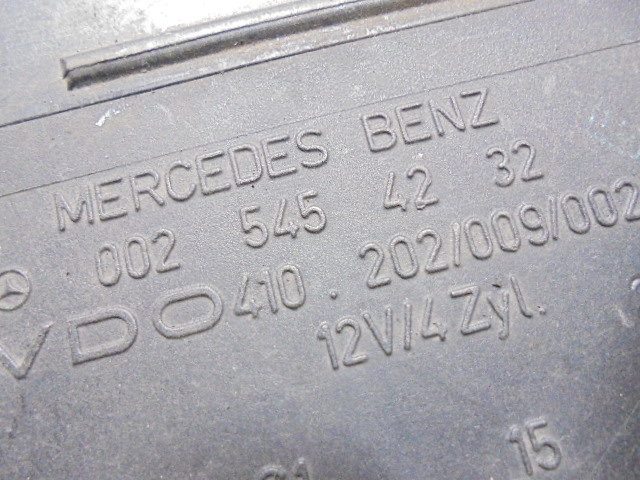 MERCEDES BENZ
002 545 42 32
VDO 410.202/009/002
12V/4Zyl.
15